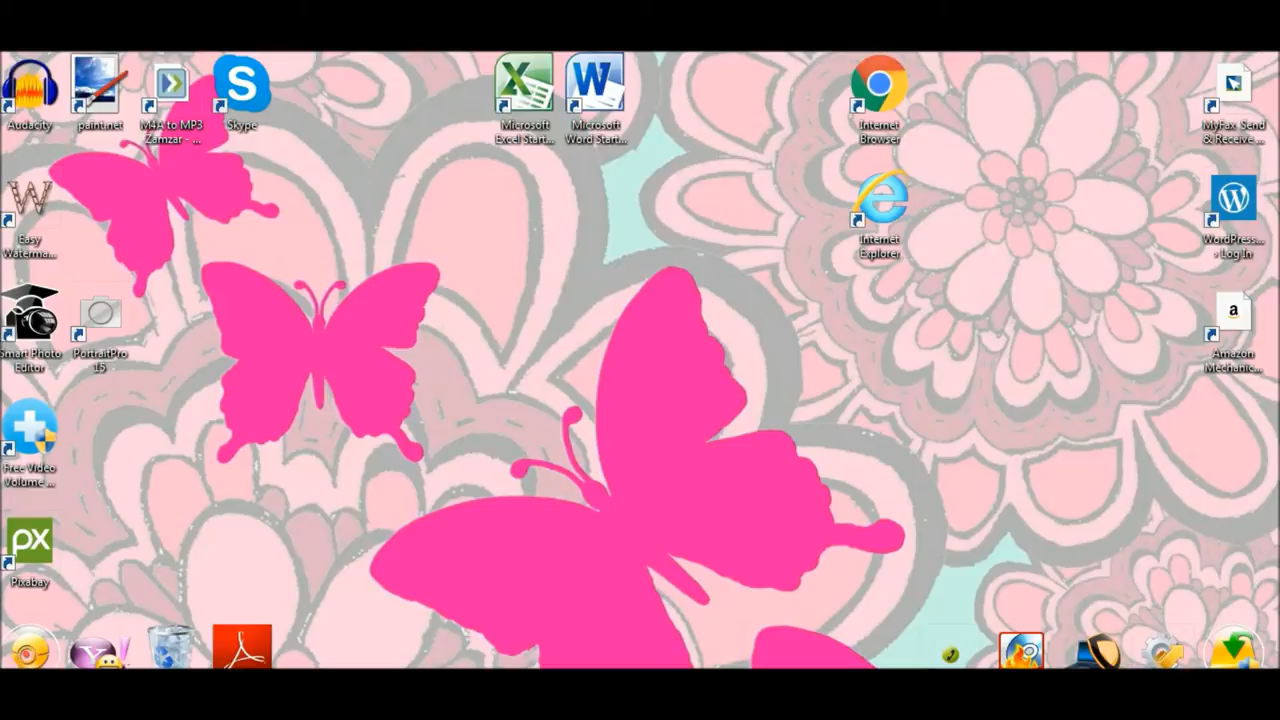 Audacity
paint.net
M4A to MP3
Zamzar - ...
S
Skype
Microsoft
Excel Start...
W
Microsoft
Word Start...
Internet
Browser
MyFax Send
& Receive ...
W
Easy
Waterma...
Internet
Explorer
W
WordPress...
› Log In
Smart Photo
Editor
PortraitPro
15
a
Amazon
Mechanic...
Free Video
Volume ...
px
Pixabay